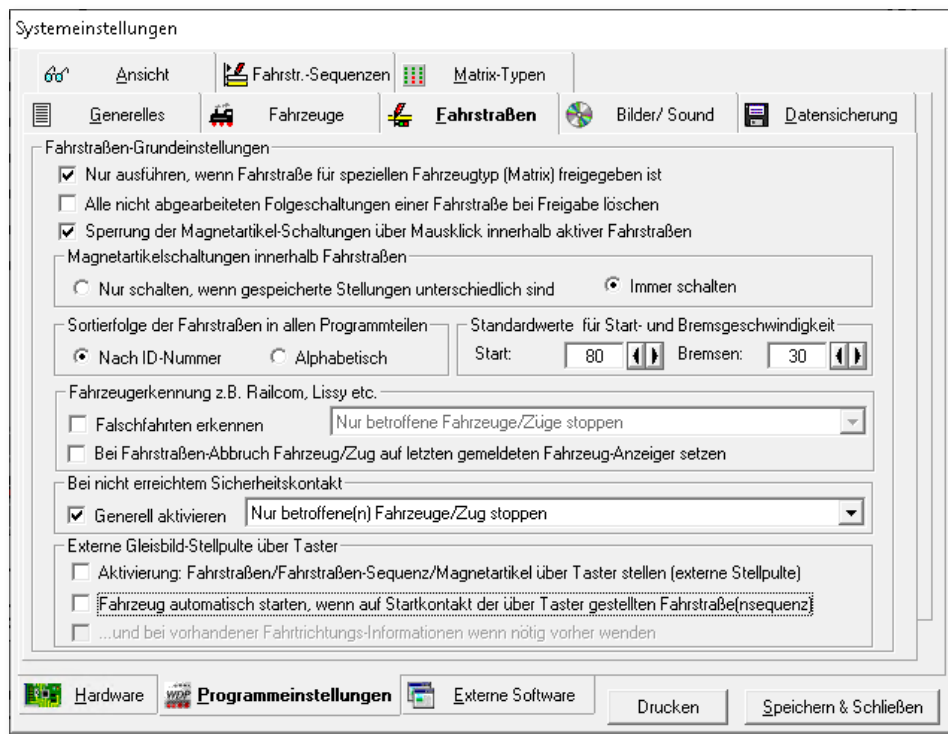 Systemeinstellungen
Ansicht Fahrstr.-Sequenzen Matrix-Typen
Generelles Fahrzeuge Fahrstraßen Bilder/ Sound Datensicherung
Fahrstraßen-Grundeinstellungen
Nur ausführen, wenn Fahrstraße für speziellen Fahrzeugtyp (Matrix) freigegeben ist
Alle nicht abgearbeiteten Folgeschaltungen einer Fahrstraße bei Freigabe löschen
Sperrung der Magnetartikel-Schaltungen über Mausklick innerhalb aktiver Fahrstraßen
Magnetartikelschaltungen innerhalb Fahrstraßen
Nur schalten, wenn gespeicherte Stellungen unterschiedlich sind Immer schalten
Sortierfolge der Fahrstraßen in allen Programmteilen Standardwerte für Start- und Bremsgeschwindigkeit
Nach ID-Nummer Alphabetisch Start: 80 Bremsen: 30
Fahrzeugerkennung z.B. Railcom, Lissy etc.
Falschfahrten erkennen Nur betroffene Fahrzeuge/Züge stoppen
Bei Fahrstraßen-Abbruch Fahrzeug/Zug auf letzten gemeldeten Fahrzeug-Anzeiger setzen
Bei nicht erreichtem Sicherheitskontakt
Generell aktivieren Nur betroffene(n) Fahrzeuge/Zug stoppen
Externe Gleisbild-Stellpulte über Taster
Aktivierung: Fahrstraßen/Fahrstraßen-Sequenz/Magnetartikel über Taster stellen (externe Stellpulte)
Fahrzeug automatisch starten, wenn auf Startkontakt der über Taster gestellten Fahrstraße(nsequenz)
...und bei vorhandener Fahrtrichtungs-Informationen wenn nötig vorher wenden
Hardware WDP Programmeinstellungen Externe Software Drucken Speichern & Schließen